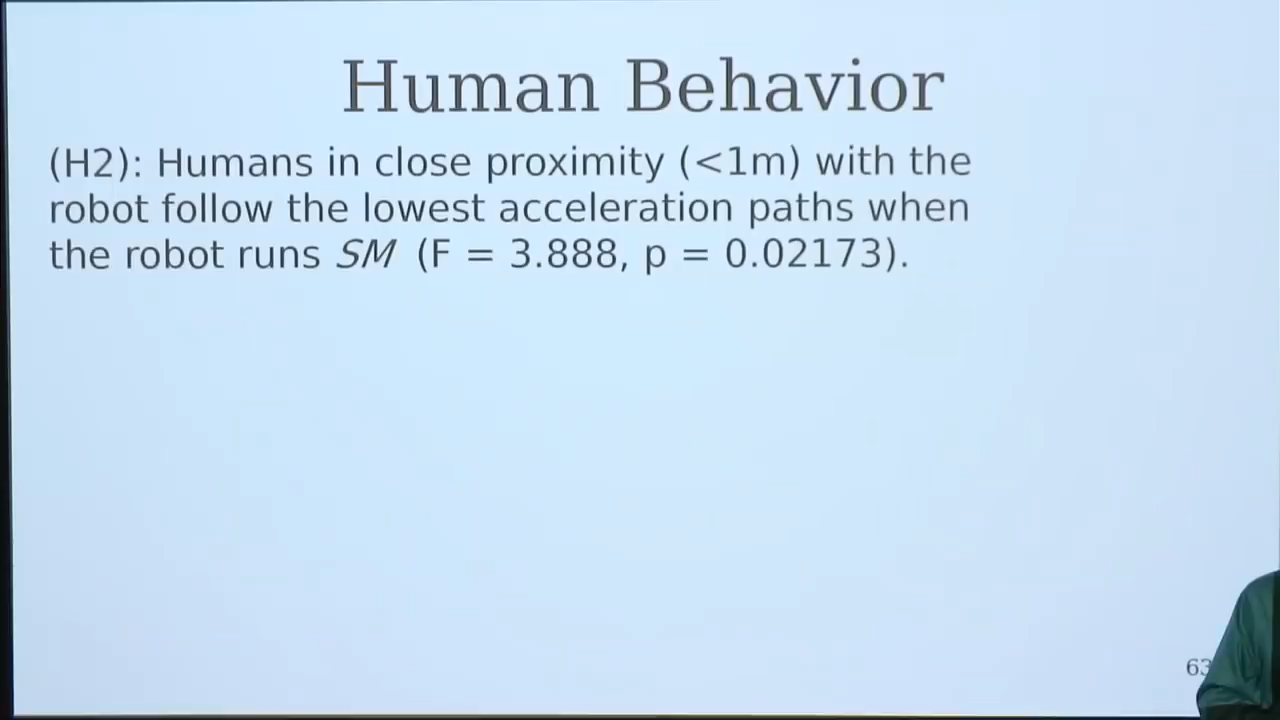 Human Behavior
(H2): Humans in close proximity (<1m) with the
robot follow the lowest acceleration paths when
the robot runs SM (F = 3.888, p = 0.02173).
63